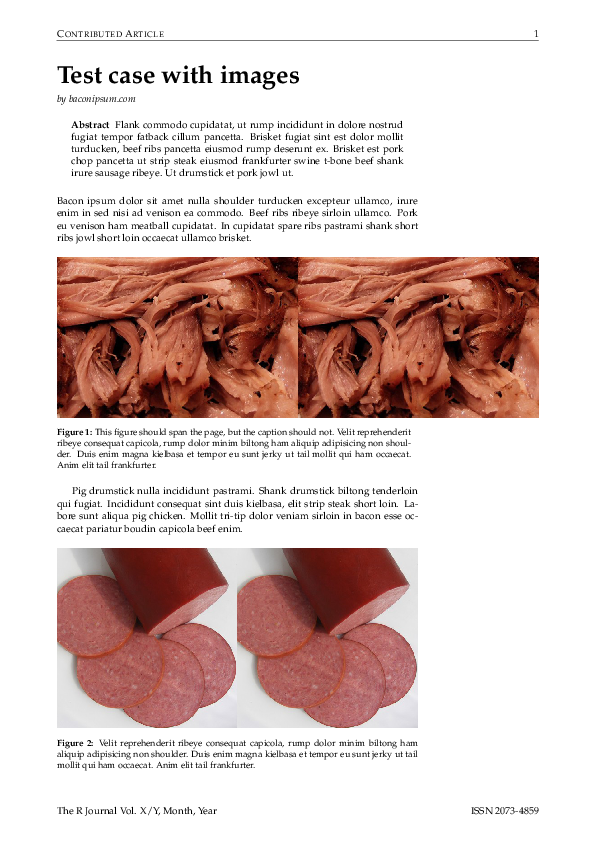 CONTRIBUTED ARTICLE 1
Test case with images
by baconipsum.com
Abstract Flank commodo cupidatat, ut rump incididunt in dolore nostrud
fugiat tempor fatback cillum pancetta. Brisket fugiat sint est dolor mollit
turducken, beef ribs pancetta eiusmod rump deserunt ex. Brisket est pork
chop pancetta ut strip steak eiusmod frankfurter swine t-bone beef shank
irure sausage ribeye. Ut drumstick et pork jowl ut.
Bacon ipsum dolor sit amet nulla shoulder turducken excepteur ullamco, irure
enim in sed nisi ad venison ea commodo. Beef ribs ribeye sirloin ullamco. Pork
eu venison ham meatball cupidatat. In cupidatat spare ribs pastrami shank short
ribs jowl short loin occaecat ullamco brisket.
Figure 1: This figure should span the page, but the caption should not. Velit reprehenderit
ribeye consequat capicola, rump dolor minim biltong ham aliquip adipisicing non shoul-
der. Duis enim magna kielbasa et tempor eu sunt jerky ut tail mollit qui ham occaecat.
Anim elit tail frankfurter.
Pig drumstick nulla incididunt pastrami. Shank drumstick biltong tenderloin
qui fugiat. Incididunt consequat sint duis kielbasa, elit strip steak short loin. La-
bore sunt aliqua pig chicken. Mollit tri-tip dolor veniam sirloin in bacon esse oc-
caecat pariatur boudin capicola beef enim.
Figure 2: Velit reprehenderit ribeye consequat capicola, rump dolor minim biltong ham
aliquip adipisicing non shoulder. Duis enim magna kielbasa et tempor eu sunt jerky ut tail
mollit qui ham occaecat. Anim elit tail frankfurter.
The R Journal Vol. X/Y, Month, Year ISSN 2073-4859